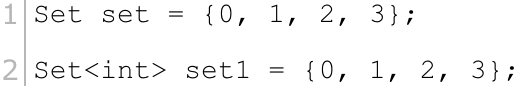 1 Set set = {0, 1, 2, 3};
2 Set<int> set1 = {0, 1, 2, 3};